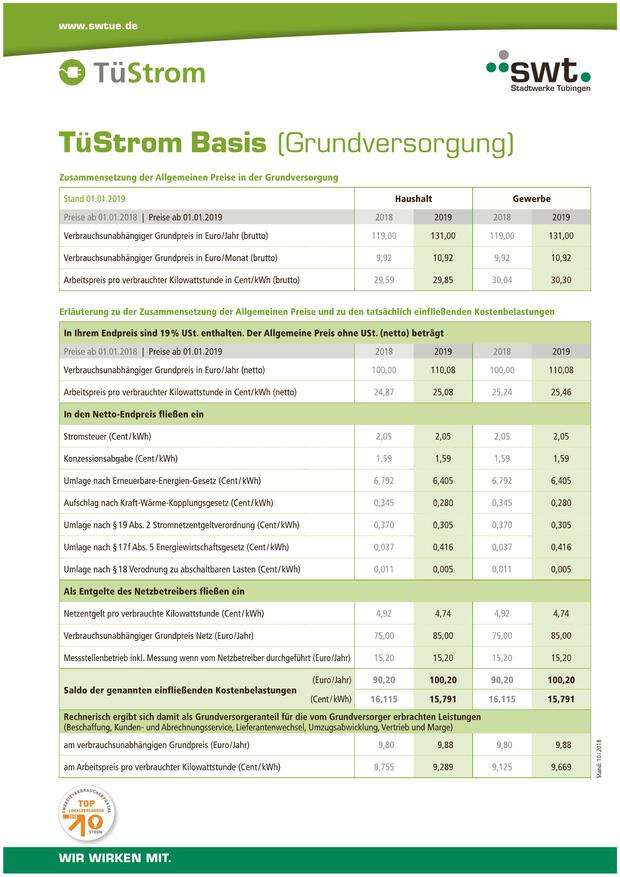 www.swtue.de
TüStrom
swt.
Stadtwerke Tübingen
TüStrom Basis (Grundversorgung)
Zusammensetzung der Allgemeinen Preise in der Grundversorgung
Stand 01.01.2019 Haushalt Gewerbe
Preise ab 01.01.2018 | Preise ab 01.01.2019 2018 2019 2018 2019
Verbrauchsunabhängiger Grundpreis in Euro/Jahr (brutto) 119,00 131,00 119,00 131,00
Verbrauchsunabhängiger Grundpreis in Euro/Monat (brutto) 9,92 10,92 9,92 10,92
Arbeitspreis pro verbrauchter Kilowattstunde in Cent/kWh (brutto) 29,59 29,85 30,04 30,30
Erläuterung zu der Zusammensetzung der Allgemeinen Preise und zu den tatsächlich einfließenden Kostenbelastungen
In Ihrem Endpreis sind 19 % USt. enthalten. Der Allgemeine Preis ohne USt. (netto) beträgt
Preise ab 01.01.2018 | Preise ab 01.01.2019 2018 2019 2018 2019
Verbrauchsunabhängiger Grundpreis in Euro/Jahr (netto) 100,00 110,08 100,00 110,08
Arbeitspreis pro verbrauchter Kilowattstunde in Cent/kWh (netto) 24,87 25,08 25,24 25,46
In den Netto-Endpreis fließen ein
Stromsteuer (Cent/kWh) 2,05 2,05 2,05 2,05
Konzessionsabgabe (Cent/kWh) 1,59 1,59 1,59 1,59
Umlage nach Erneuerbare-Energien-Gesetz (Cent/kWh) 6,792 6,405 6,792 6,405
Aufschlag nach Kraft-Wärme-Kopplungsgesetz (Cent/kWh) 0,345 0,280 0,345 0,280
Umlage nach § 19 Abs. 2 Stromnetzentgeltverordnung (Cent/kWh) 0,370 0,305 0,370 0,305
Umlage nach § 17f Abs. 5 Energiewirtschaftsgesetz (Cent/kWh) 0,037 0,416 0,037 0,416
Umlage nach § 18 Verodnung zu abschaltbaren Lasten (Cent/kWh) 0,011 0,005 0,011 0,005
Als Entgelte des Netzbetreibers fließen ein
Netzentgelt pro verbrauchte Kilowattstunde (Cent/kWh) 4,92 4,74 4,92 4,74
Verbrauchsunabhängiger Grundpreis Netz (Euro/Jahr) 75,00 85,00 75,00 85,00
Messstellenbetrieb inkl. Messung wenn vom Netzbetreiber durchgeführt (Euro/Jahr) 15,20 15,20 15,20 15,20
Saldo der genannten einfließenden Kostenbelastungen (Euro/Jahr) 90,20 100,20 90,20 100,20
(Cent/kWh) 16,115 15,791 16,115 15,791
Rechnerisch ergibt sich damit als Grundversorgeranteil für die vom Grundversorger erbrachten Leistungen
(Beschaffung, Kunden- und Abrechnungsservice, Lieferantenwechsel, Umzugsabwicklung, Vertrieb und Marge)
am verbrauchsunabhängigen Grundpreis (Euro/Jahr) 9,80 9,88 9,80 9,88
am Arbeitspreis pro verbrauchter Kilowattstunde (Cent/kWh) 8,755 9,289 9,125 9,669
Stand: 10/2018
ENERGIEVERBRAUCHERPORTAL
TOP
LOKALVERSORGER
2018
STROM
WIR WIRKEN MIT.